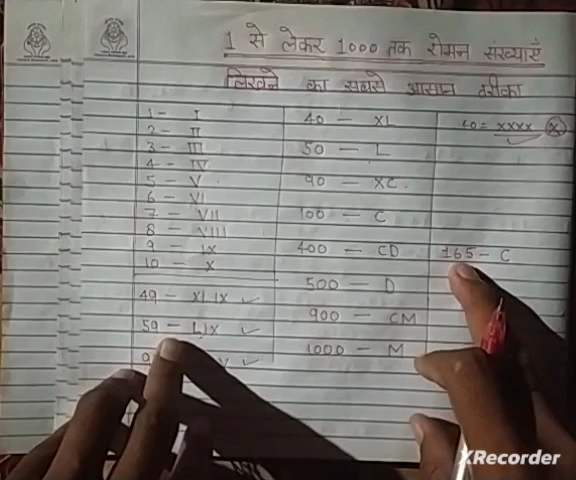 1 से लेकर 1000 तक रोमन संख्याएं
लिखने का सबसे आसान तरीका
1- I
2- II
3- III
4- IV
5- V
6- VI
7- VII
8- VIII
9- IX
10- X
49 - XLIX ✓
59 - LIX ✓
9 V ✓
40 - XL
50 - L
90 - XC.
100 - C
400 - CD
500 - D
900 - CM
1000 - M
40= XXXX
165- C
XRecorder